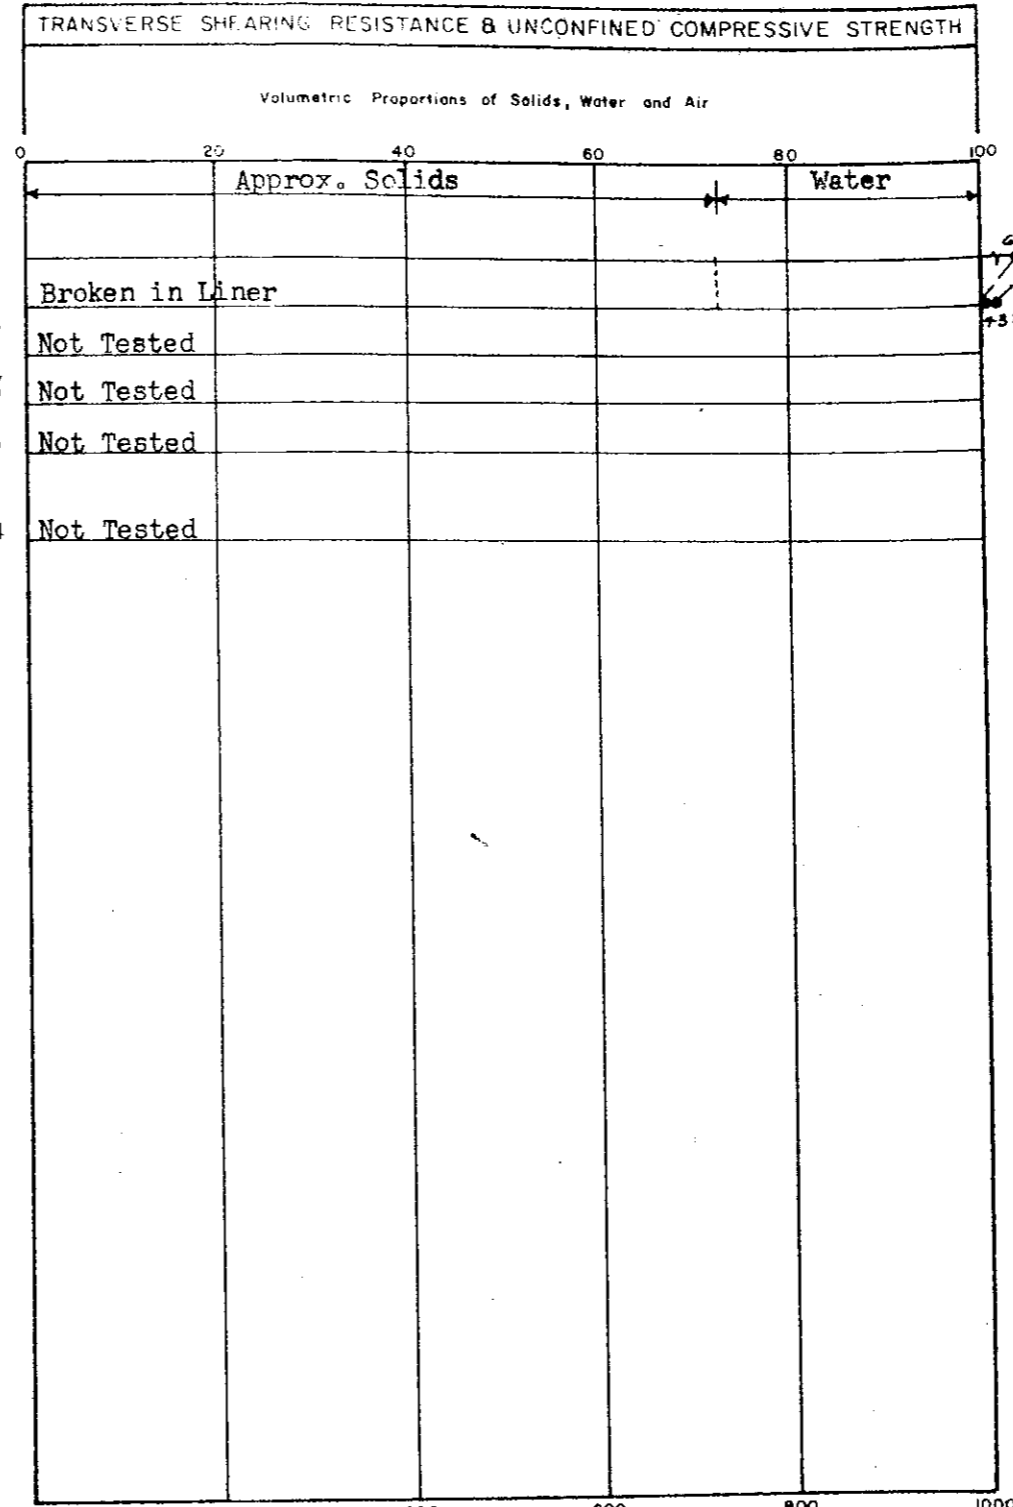 TRANSVERSE SHEARING RESISTANCE & UNCONFINED COMPRESSIVE STRENGTH
Volumetric Proportions of Solids, Water and Air
0 20 40 60 80 100
Approx. Solids Water
Broken in Liner
Not Tested
Not Tested
Not Tested
Not Tested
800 1000